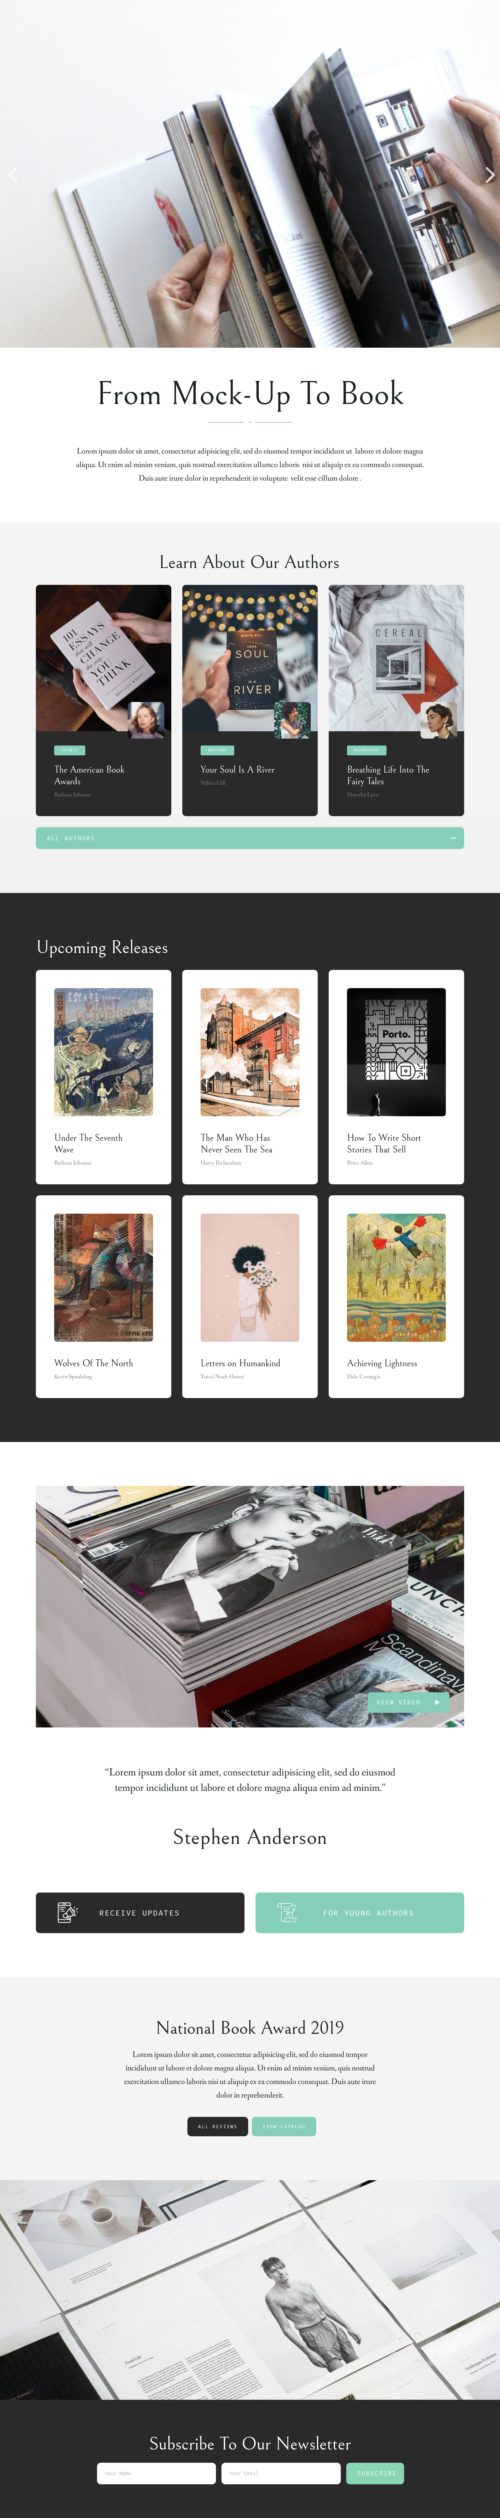 From Mock-Up To Book
Lorem ipsum dolor sit amet, consectetur adipisicing elit, sed do eiusmod tempor incididunt ut labore et dolore magna
aliqua. Ut enim ad minim veniam, quis nostrud exercitation ullamco laboris nisi ut aliquip ex ea commodo consequat.
Duis aute irure dolor in reprehenderit in voluptate velit esse cillum dolore .
Learn About Our Authors
101
ESSAYS
that will
CHANGE
the way
YOU
THINK
YOUR
SOUL
IS A
RIVER
CEREAL
EVENTS
The American Book
Awards
Barbara Johnson
REVIEWS
Your Soul Is A River
Nikita Gill
WORKSHOP
Breathing Life Into The
Fairy Tales
Dorothy Lyon
ALL AUTHORS
Upcoming Releases
ESCAPE
GIANT
OCTOPUS
Under The Seventh
Wave
Barbara Johnson
The Man Who Has
Never Seen The Sea
Harry Richardson
Porto.
How To Write Short
Stories That Sell
Peter Allen
Wolves Of The North
Kevin Spaulding
Letters on Humankind
Yuval Noah Harari
Achieving Lightness
Dale Carnegie
UNCH
Scandinavi
VIEW VIDEO
“Lorem ipsum dolor sit amet, consectetur adipisicing elit, sed do eiusmod
tempor incididunt ut labore et dolore magna aliqua enim ad minim.”
Stephen Anderson
RECEIVE UPDATES
FOR YOUNG AUTHORS
National Book Award 2019
Lorem ipsum dolor sit amet, consectetur adipisicing elit, sed do eiusmod tempor
incididunt ut labore et dolore magna aliqua. Ut enim ad minim veniam, quis nostrud
exercitation ullamco laboris nisi ut aliquip ex ea commodo consequat. Duis aute irure
dolor in reprehenderit.
ALL REVIEWS
VIEW CATALOG
Subscribe To Our Newsletter
Your Name
Your Email
SUBSCRIBE